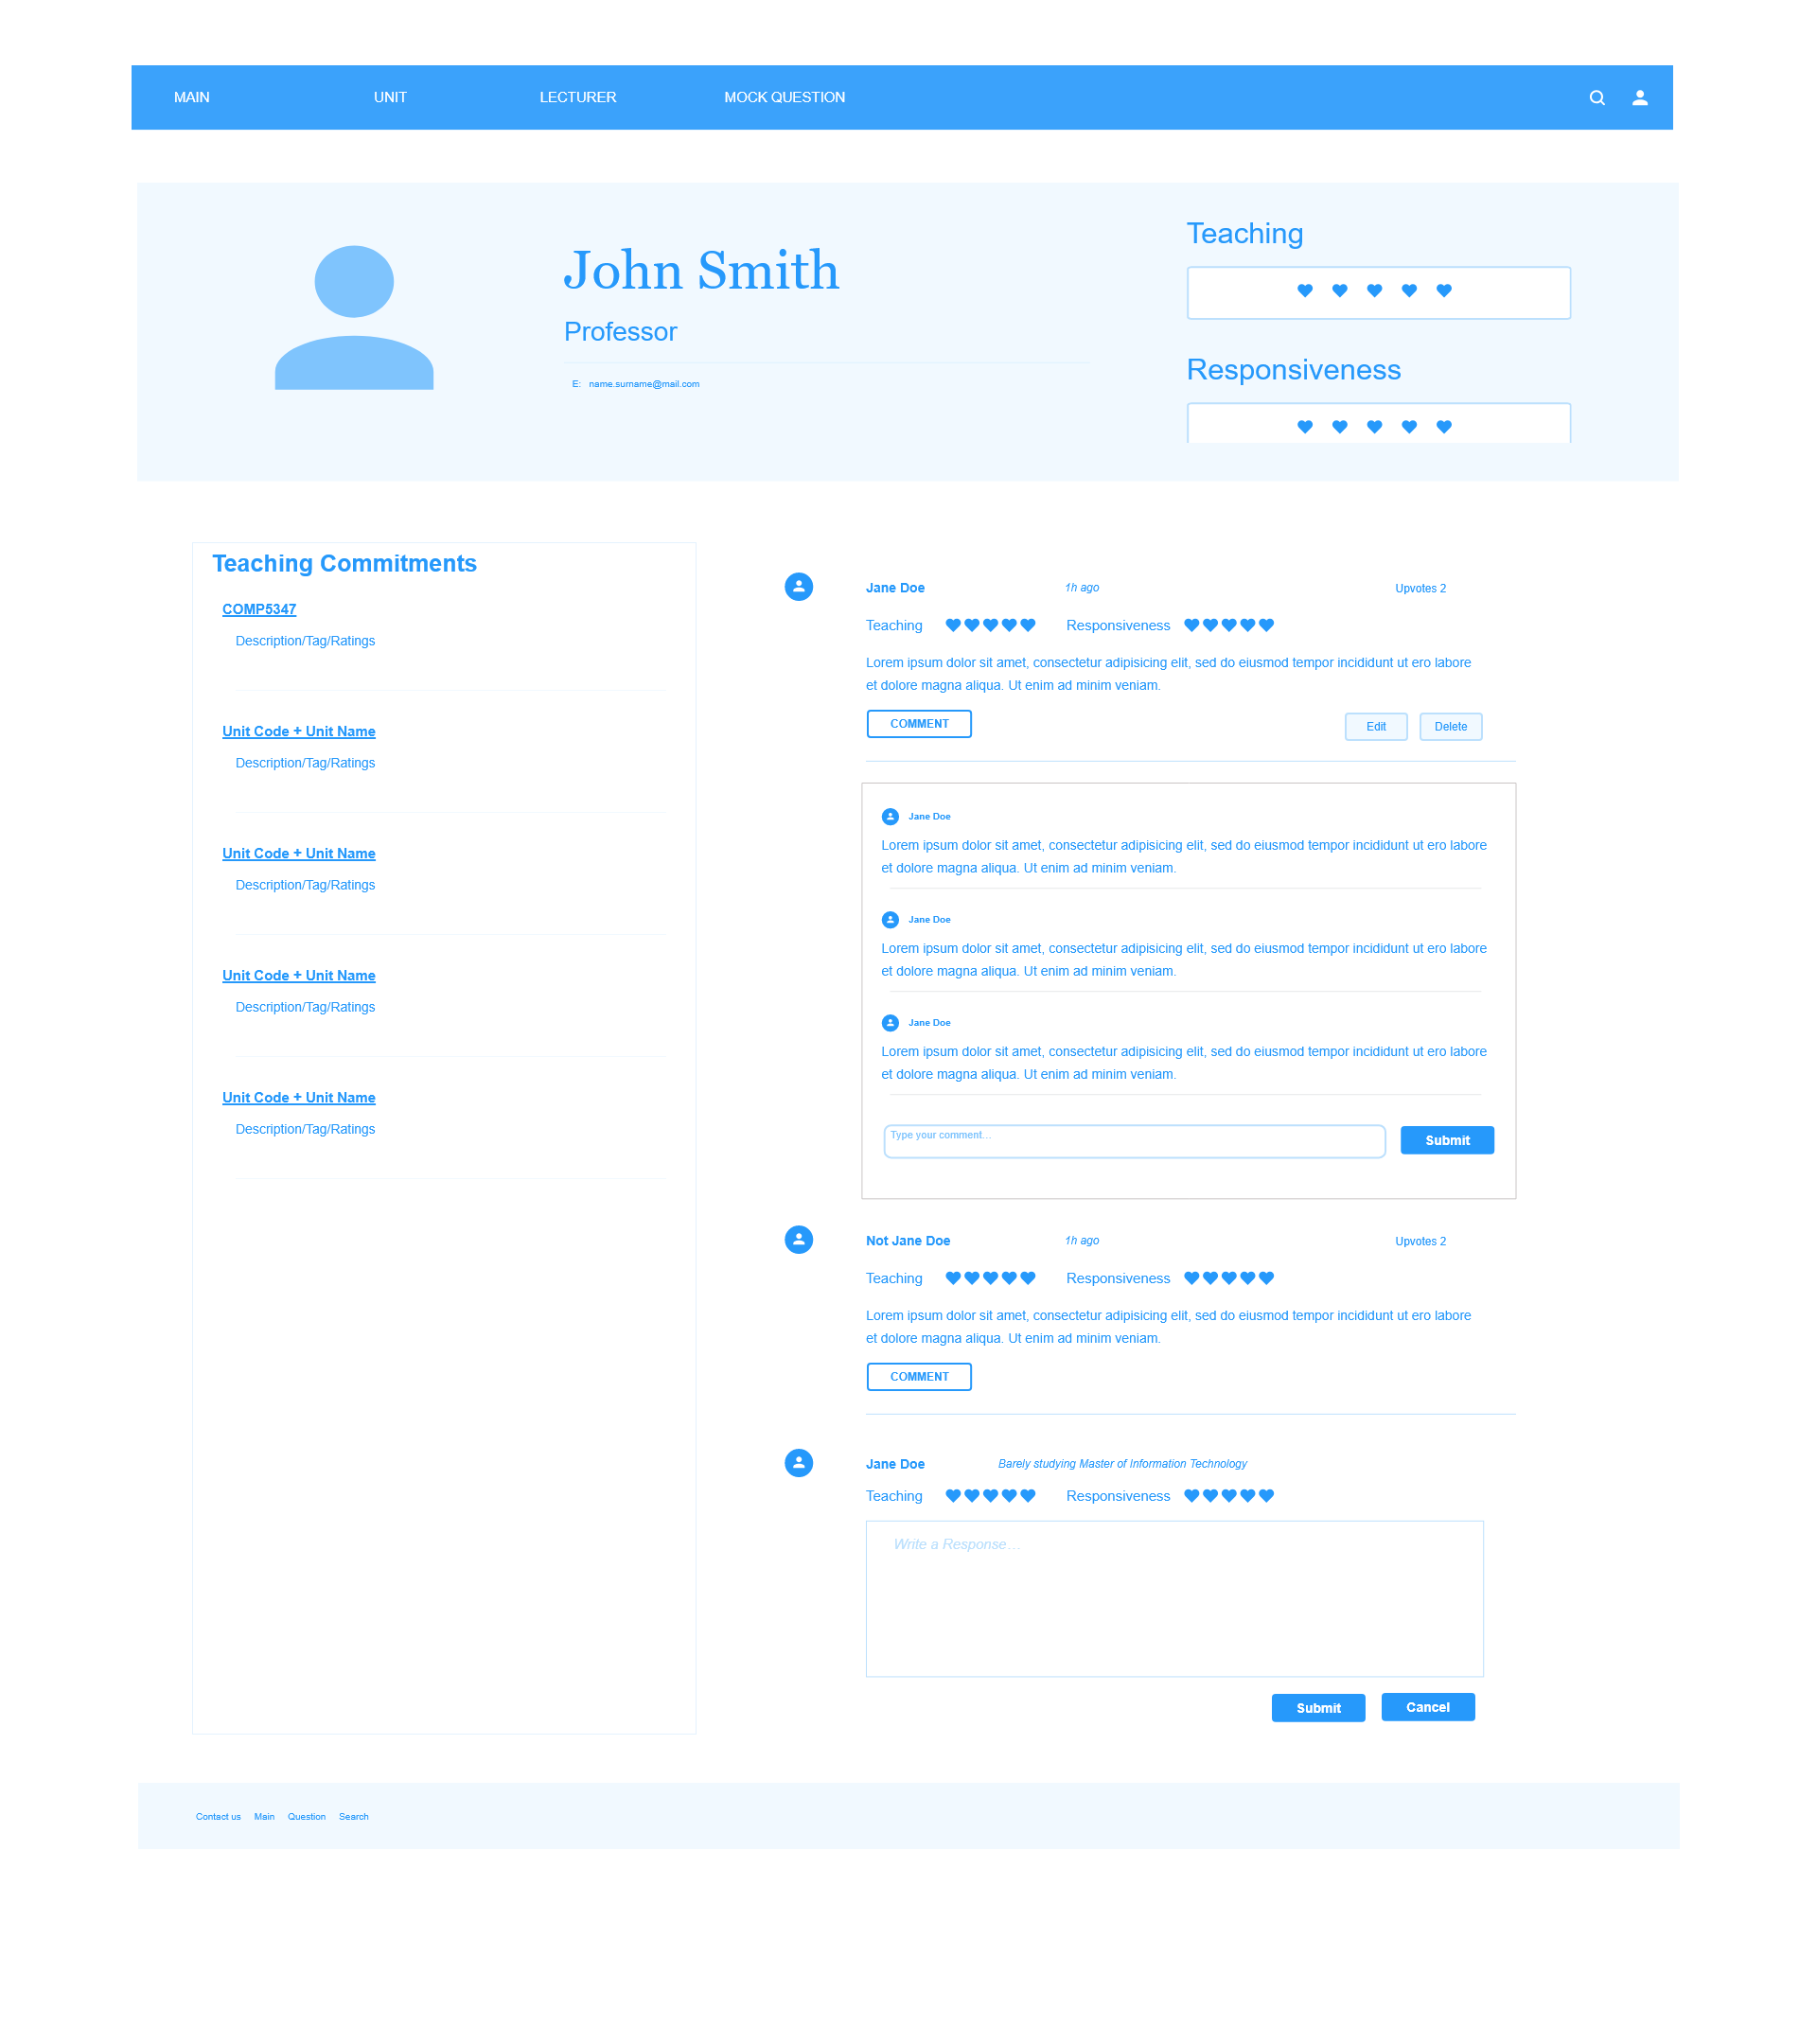 MAIN UNIT LECTURER MOCK QUESTION
John Smith
Professor
E: name.surname@mail.com
Teaching
Responsiveness
Teaching Commitments
COMP5347
Description/Tag/Ratings
Unit Code + Unit Name
Description/Tag/Ratings
Unit Code + Unit Name
Description/Tag/Ratings
Unit Code + Unit Name
Description/Tag/Ratings
Unit Code + Unit Name
Description/Tag/Ratings
Jane Doe 1h ago Upvotes 2
Teaching Responsiveness
Lorem ipsum dolor sit amet, consectetur adipisicing elit, sed do eiusmod tempor incididunt ut ero labore
et dolore magna aliqua. Ut enim ad minim veniam.
COMMENT Edit Delete
Jane Doe
Lorem ipsum dolor sit amet, consectetur adipisicing elit, sed do eiusmod tempor incididunt ut ero labore
et dolore magna aliqua. Ut enim ad minim veniam.
Jane Doe
Lorem ipsum dolor sit amet, consectetur adipisicing elit, sed do eiusmod tempor incididunt ut ero labore
et dolore magna aliqua. Ut enim ad minim veniam.
Jane Doe
Lorem ipsum dolor sit amet, consectetur adipisicing elit, sed do eiusmod tempor incididunt ut ero labore
et dolore magna aliqua. Ut enim ad minim veniam.
Type your comment... Submit
Not Jane Doe 1h ago Upvotes 2
Teaching Responsiveness
Lorem ipsum dolor sit amet, consectetur adipisicing elit, sed do eiusmod tempor incididunt ut ero labore
et dolore magna aliqua. Ut enim ad minim veniam.
COMMENT
Jane Doe Barely studying Master of Information Technology
Teaching Responsiveness
Write a Response...
Submit Cancel
Contact us Main Question Search